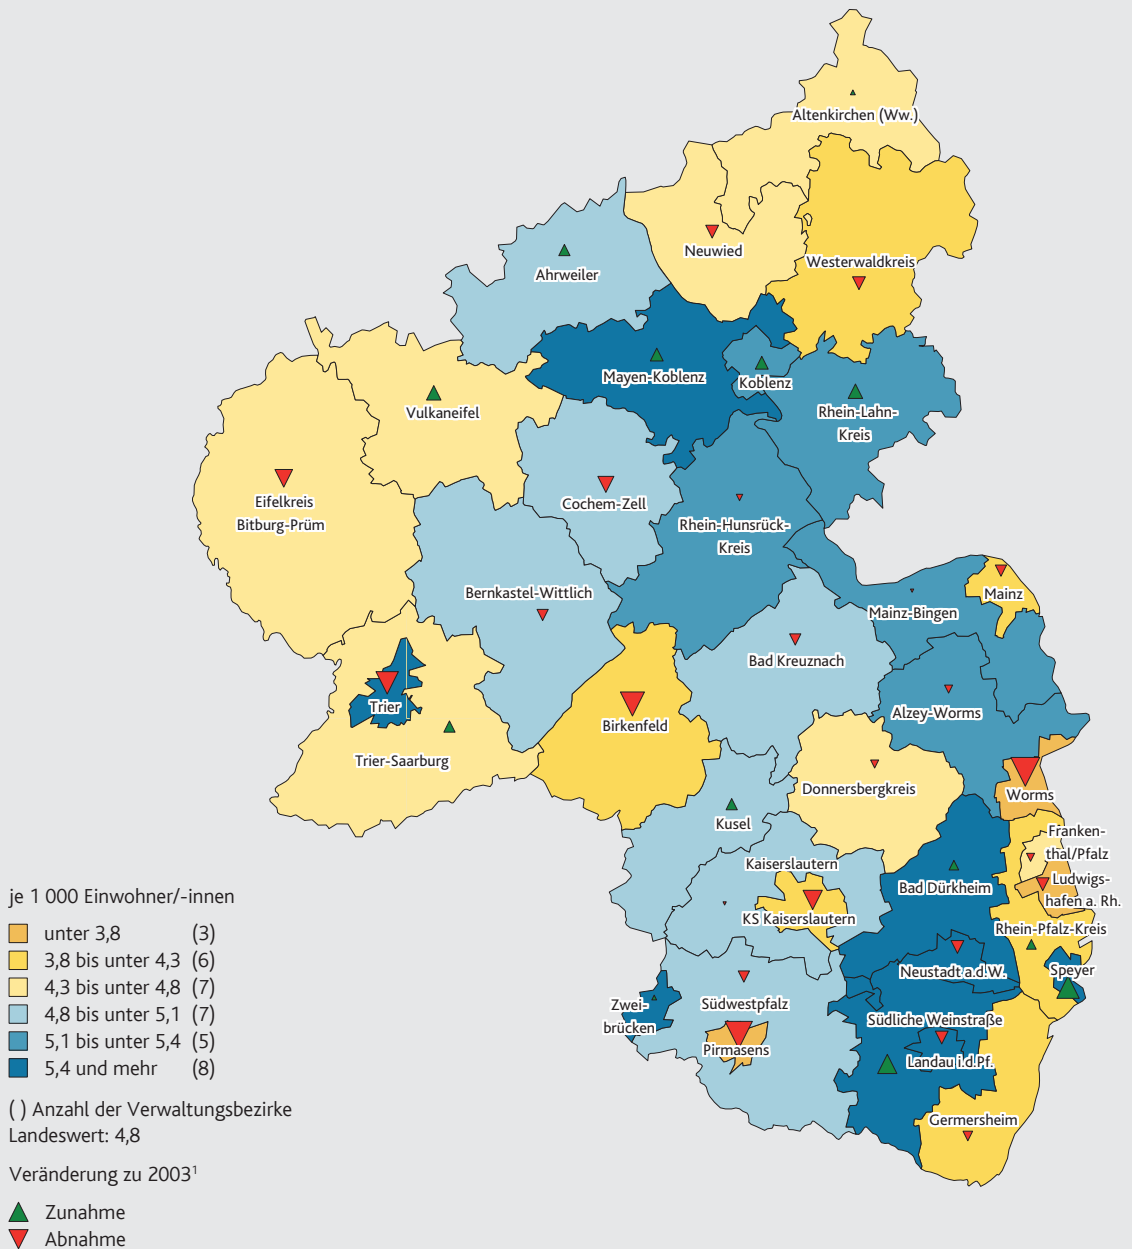 Altenkirchen (Ww.)
Neuwied
Westerwaldkreis
Ahrweiler
Mayen-Koblenz
Koblenz
Rhein-Lahn-
Kreis
Vulkaneifel
Eifelkreis
Bitburg-Prüm
Cochem-Zell
Rhein-Hunsrück-
Kreis
Bernkastel-Wittlich
Mainz
Mainz-Bingen
Bad Kreuznach
Trier
Alzey-Worms
Birkenfeld
Trier-Saarburg
Donnersbergkreis
Worms
Kusel
Franken-
thal/Pfalz
Kaiserslautern
Ludwigs-
hafen a. Rh.
Bad Dürkheim
KS Kaiserslautern
Rhein-Pfalz-Kreis
Neustadt a.d.W.
Speyer
Zwei-
brücken
Südwestpfalz
Südliche Weinstraße
Pirmasens
Landau i.d.Pf.
Germersheim
je 1 000 Einwohner/-innen
unter 3,8 (3)
3,8 bis unter 4,3 (6)
4,3 bis unter 4,8 (7)
4,8 bis unter 5,1 (7)
5,1 bis unter 5,4 (5)
5,4 und mehr (8)
( ) Anzahl der Verwaltungsbezirke
Landeswert: 4,8
Veränderung zu 2003¹
Zunahme
Abnahme